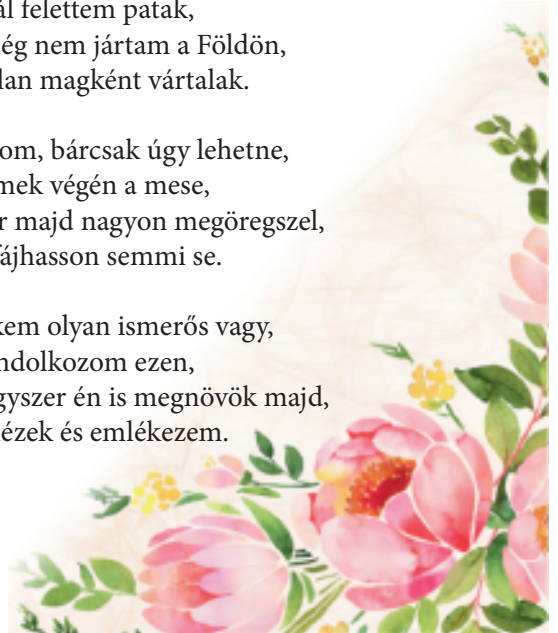 ál felettem patak,
ég nem jártam a Földön,
lan magként vártalak.

om, bárcsak úgy lehetne,
mek végén a mese,
r majd nagyon megöregszel,
fájhasson semmi se.

kem olyan ismerős vagy,
ndolkozom ezen,
gyszer én is megnövök majd,
ézek és emlékezem.